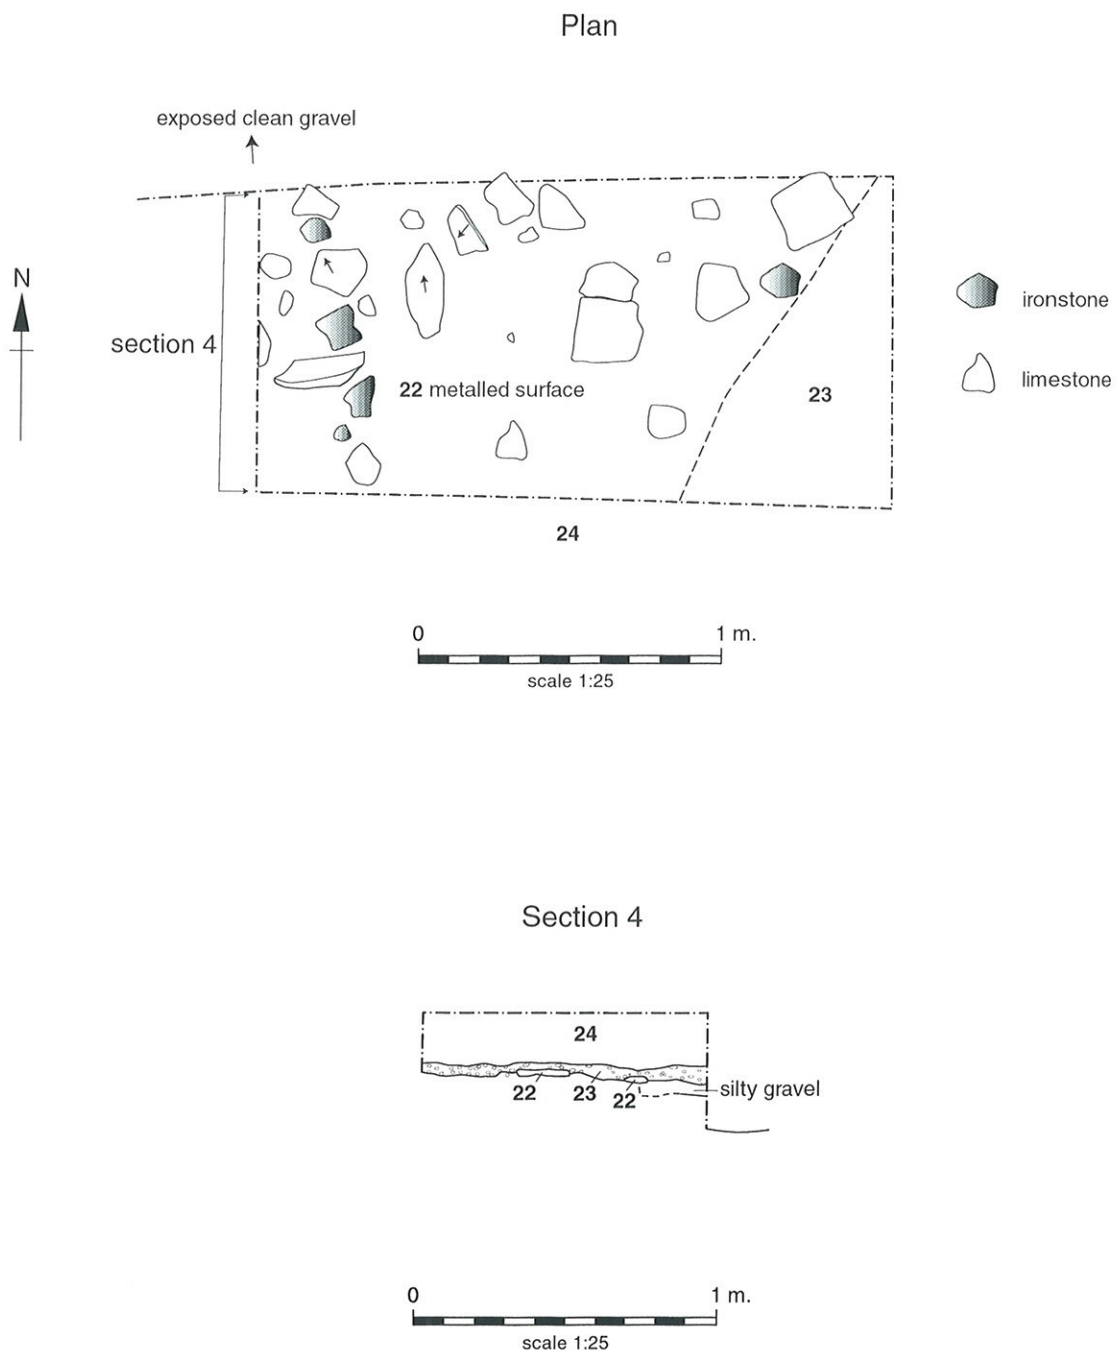 Plan
exposed clean gravel
N
section 4
ironstone
limestone
22 metalled surface
23
24
0 1 m.
scale 1:25
Section 4
24
22 23 22
silty gravel
0 1 m.
scale 1:25